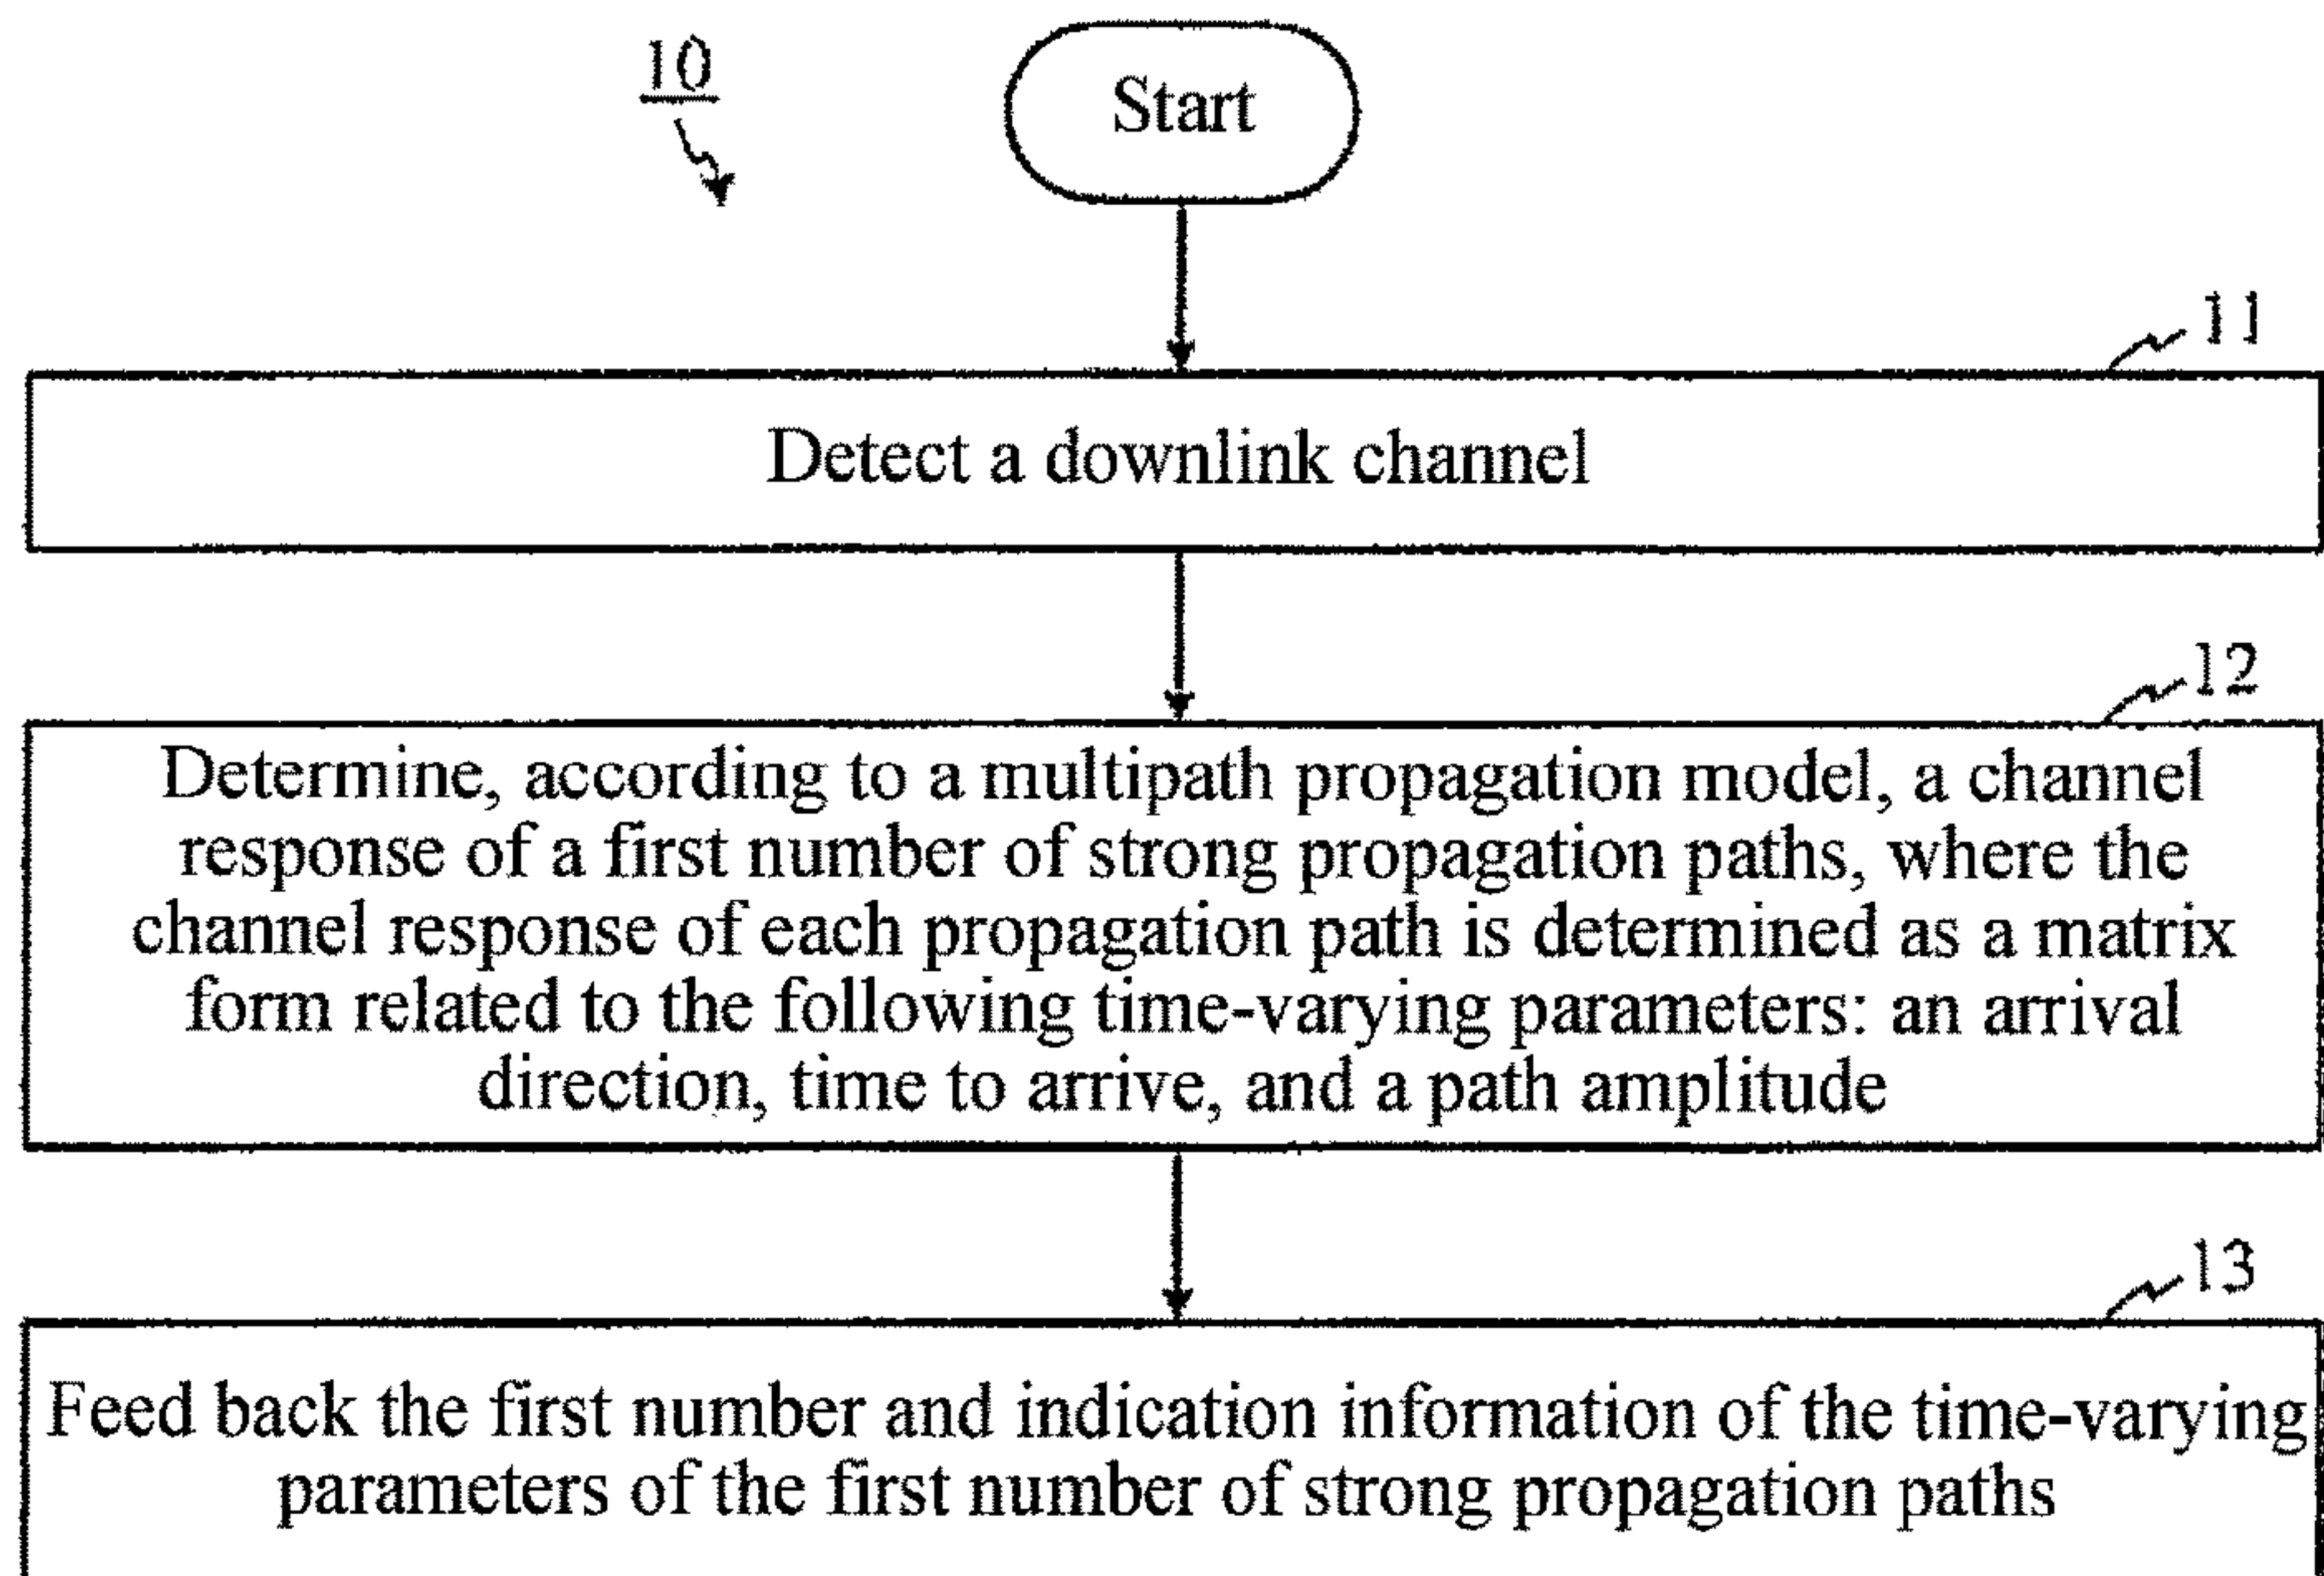 10
Start
11
Detect a downlink channel
12
Determine, according to a multipath propagation model, a channel
response of a first number of strong propagation paths, where the
channel response of each propagation path is determined as a matrix
form related to the following time-varying parameters: an arrival
direction, time to arrive, and a path amplitude
13
Feed back the first number and indication information of the time-varying
parameters of the first number of strong propagation paths